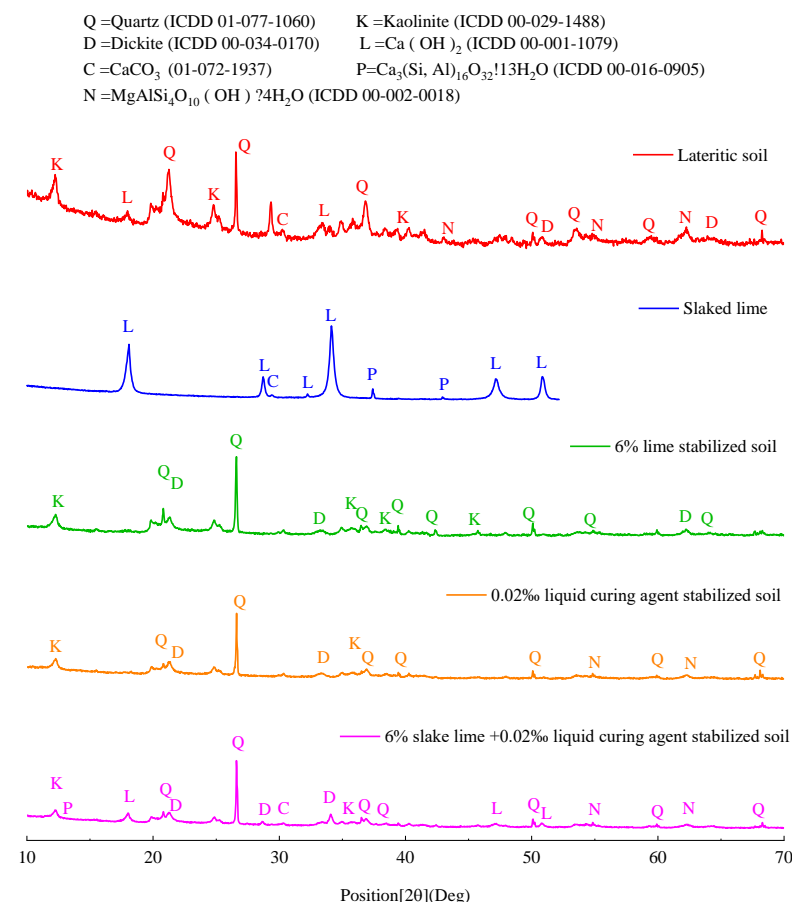 Q =Quartz (ICDD 01-077-1060) K =Kaolinite (ICDD 00-029-1488)
D =Dickite (ICDD 00-034-0170) L =Ca ( OH )2 (ICDD 00-001-1079)
C =CaCO3 (01-072-1937) P=Ca3(Si, Al)16O32!13H2O (ICDD 00-016-0905)
N =MgAlSi4O10 ( OH ) ?4H2O (ICDD 00-002-0018)
Lateritic soil
K L Q K Q C L Q K N Q D Q N Q N D Q
Slaked lime
L L C L L P P L L
6% lime stabilized soil
K Q D Q D K Q K Q Q K Q Q D Q
0.02‰ liquid curing agent stabilized soil
K Q D Q D K Q Q Q N Q N Q
6% slake lime +0.02‰ liquid curing agent stabilized soil
K P L Q D Q D C D K Q Q L Q L N Q N Q
10 20 30 40 50 60 70
Position[2θ](Deg)